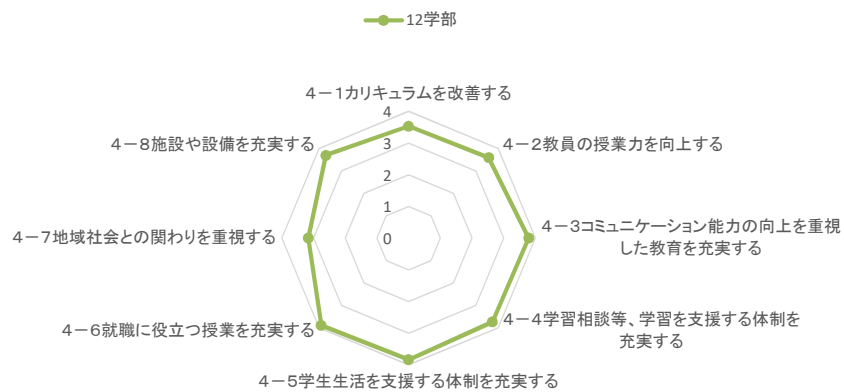 12学部
4－1カリキュラムを改善する
4－2教員の授業力を向上する
4－3コミュニケーション能力の向上を重視
した教育を充実する
4－4学習相談等、学習を支援する体制を
充実する
4－5学生生活を支援する体制を充実する
4－6就職に役立つ授業を充実する
4－7地域社会との関わりを重視する
4－8施設や設備を充実する
4
3
2
1
0